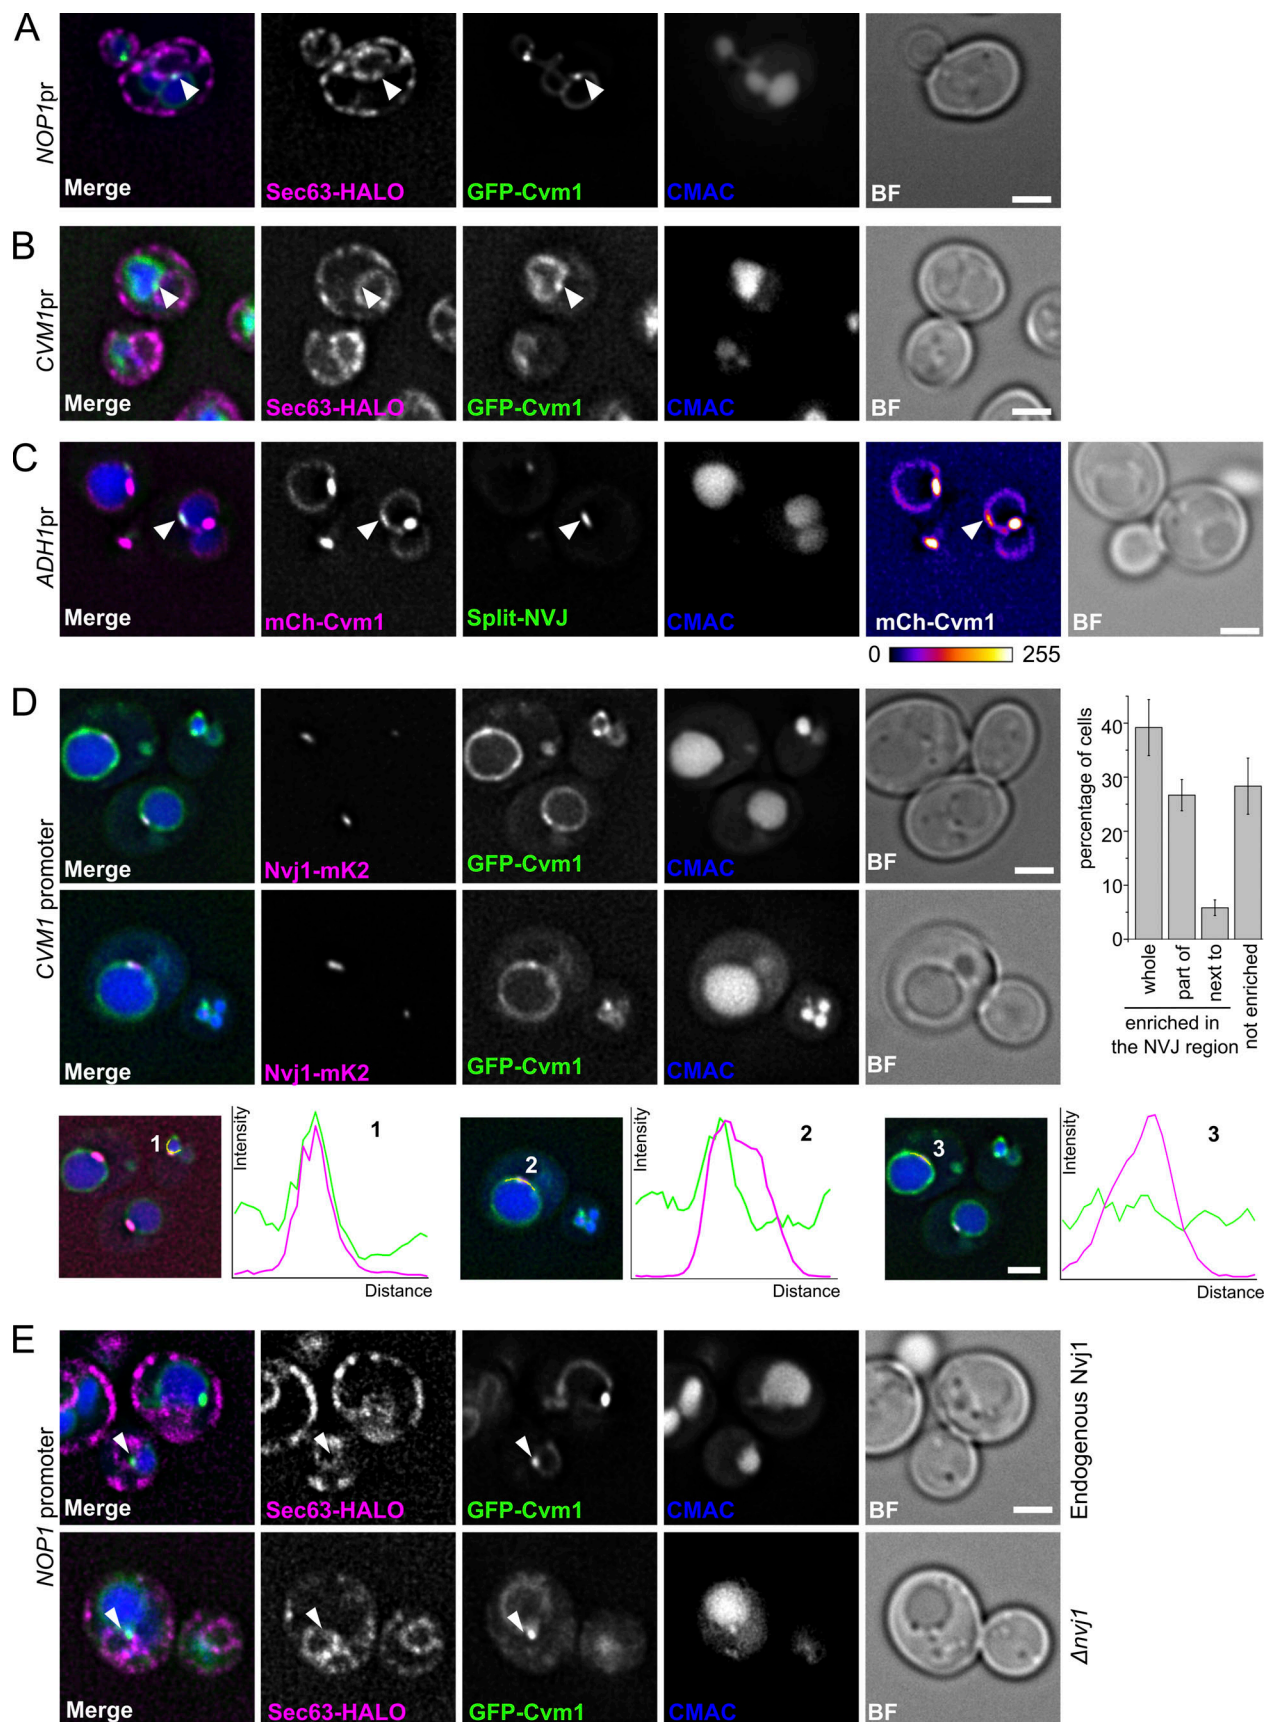 A
NOP1pr
Merge
Sec63-HALO
GFP-Cvm1
CMAC
BF
B
CVM1pr
Merge
Sec63-HALO
GFP-Cvm1
CMAC
BF
C
ADH1pr
Merge
mCh-Cvm1
Split-NVJ
CMAC
mCh-Cvm1
BF
0
255
D
CVM1 promoter
Merge
Nvj1-mK2
GFP-Cvm1
CMAC
BF
Merge
Nvj1-mK2
GFP-Cvm1
CMAC
BF
percentage of cells
40
30
20
10
0
whole
part of
next to
not enriched
enriched in
the NVJ region
1
Intensity
1
Distance
2
Intensity
2
Distance
3
Intensity
3
Distance
E
NOP1 promoter
Merge
Sec63-HALO
GFP-Cvm1
CMAC
BF
Endogenous Nvj1
Merge
Sec63-HALO
GFP-Cvm1
CMAC
BF
Δnvj1